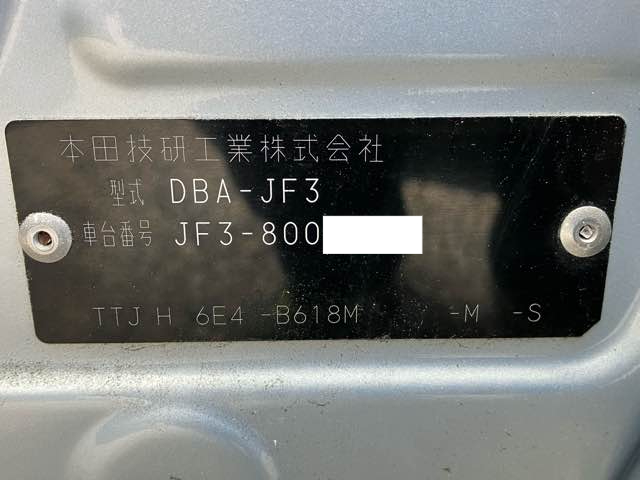 本田技研工業株式会社
型式 DBA-JF3
車台番号 JF3-800
TTJ H 6E4 -B618M -M -S